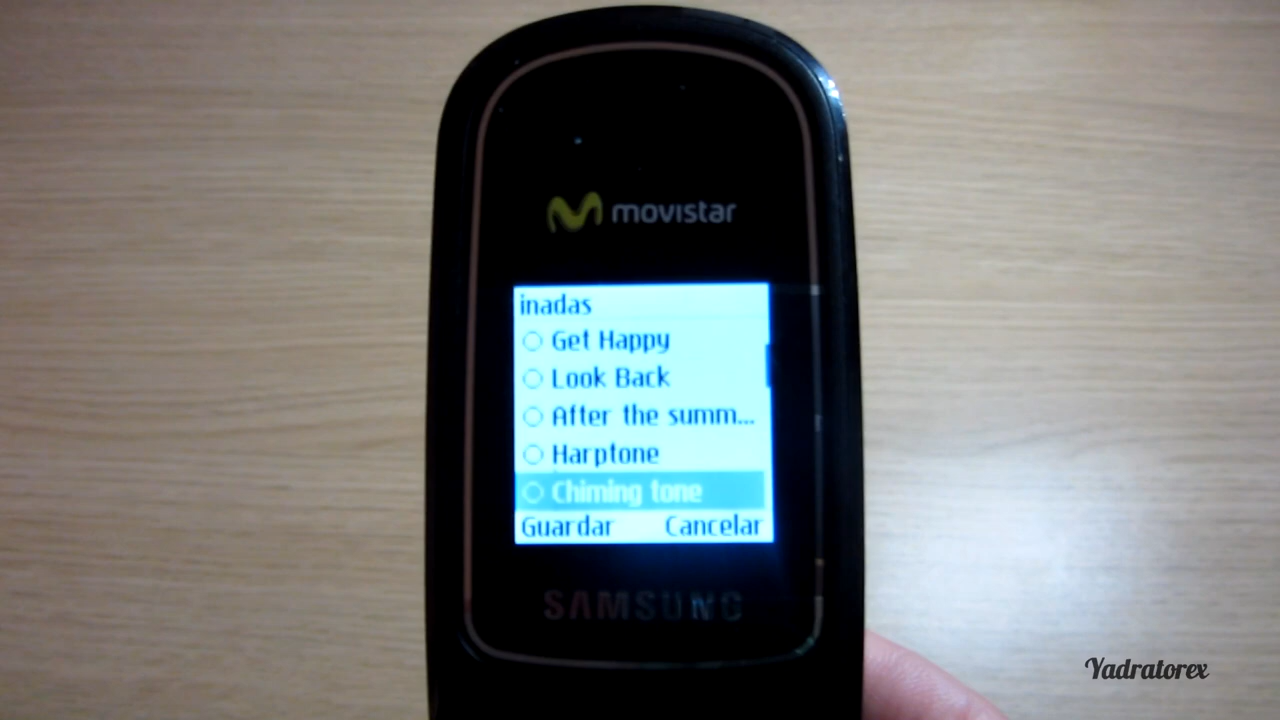 movistar
inadas
Get Happy
Look Back
After the summ...
Harptone
Chiming tone
Guardar Cancelar
SAMSUNG
Yadratorex